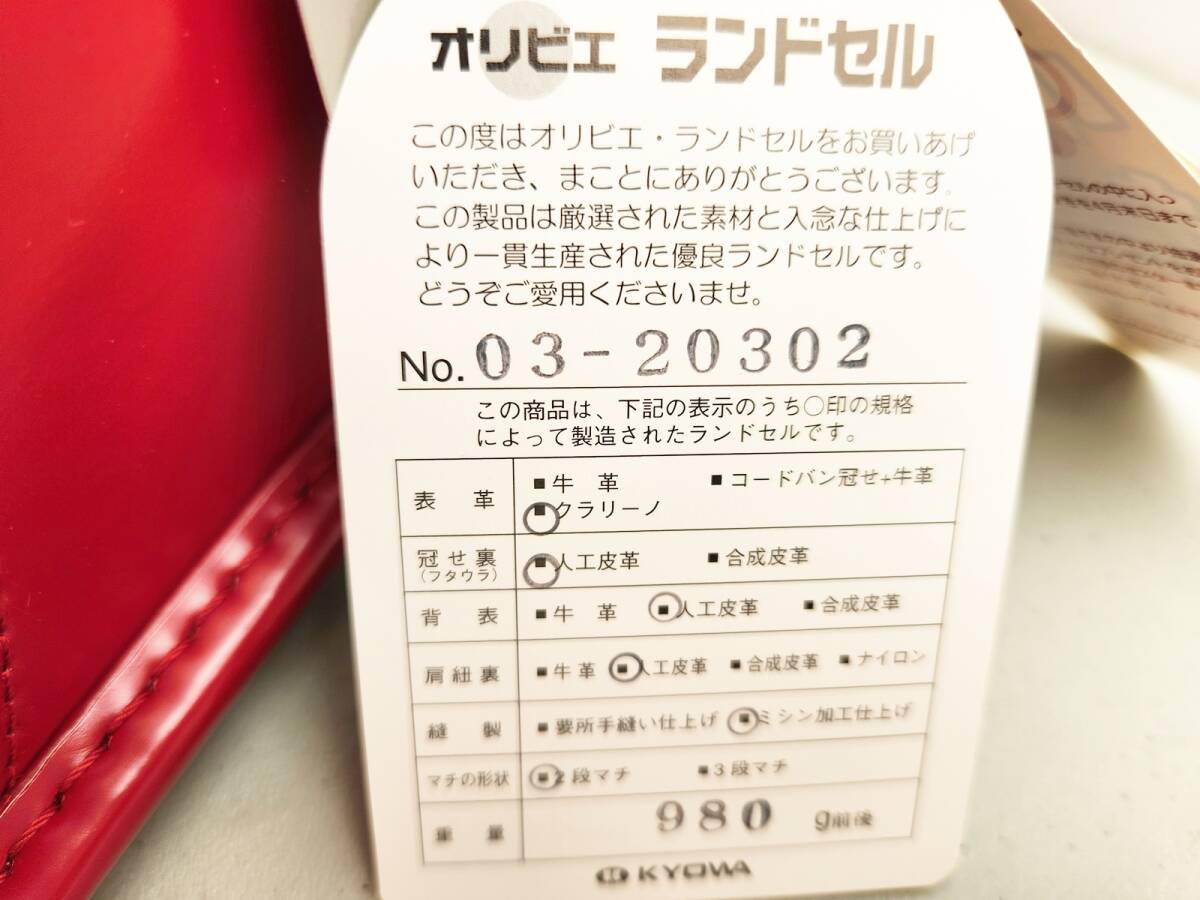 オリビエ ランドセル
この度はオリビエ・ランドセルをお買いあげ
いただき、まことにありがとうございます。
この製品は厳選された素材と入念な仕上げに
より一貫生産された優良ランドセルです。
どうぞご愛用くださいませ。
No. 03-20302
この商品は、下記の表示のうち○印の規格
によって製造されたランドセルです。
表 革 ■牛 革 ■コードバン冠せ+牛革
■クラリーノ
冠せ裏 ■人工皮革 ■合成皮革
(フタウラ)
背 表 ■牛 革 ■人工皮革 ■合成皮革
肩紐裏 ■牛革 ■人工皮革 ■合成皮革 ■ナイロン
縫 製 ■要所手縫い仕上げ ■ミシン加工仕上げ
マチの形状 ■2段マチ ■3段マチ
重 量 980 g前後
KYOWA